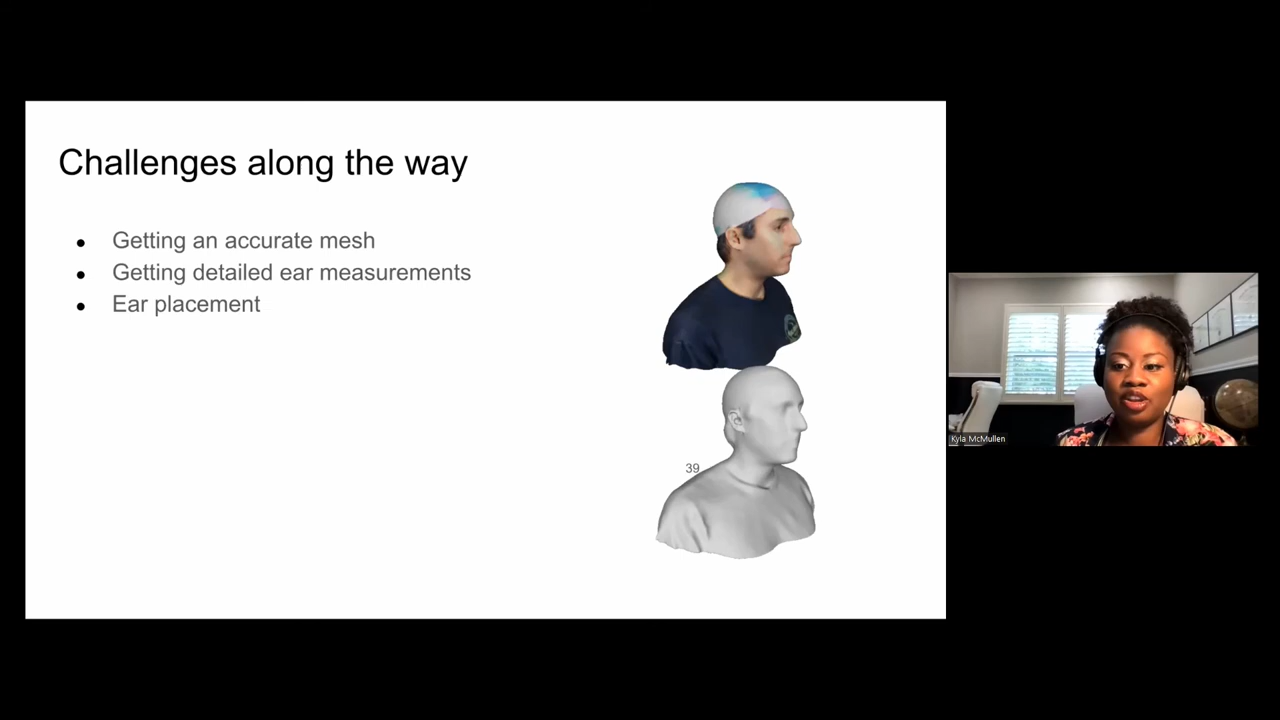 Challenges along the way
● Getting an accurate mesh
● Getting detailed ear measurements
● Ear placement
39
Kyla McMullen